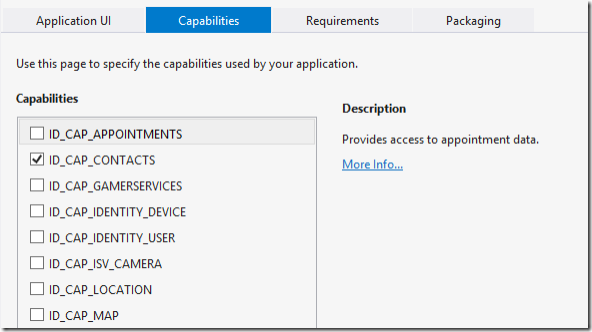 Application UI
Capabilities
Requirements
Packaging
Use this page to specify the capabilities used by your application.
Capabilities
ID_CAP_APPOINTMENTS
ID_CAP_CONTACTS
ID_CAP_GAMERSERVICES
ID_CAP_IDENTITY_DEVICE
ID_CAP_IDENTITY_USER
ID_CAP_ISV_CAMERA
ID_CAP_LOCATION
ID_CAP_MAP
Description
Provides access to appointment data.
More Info...